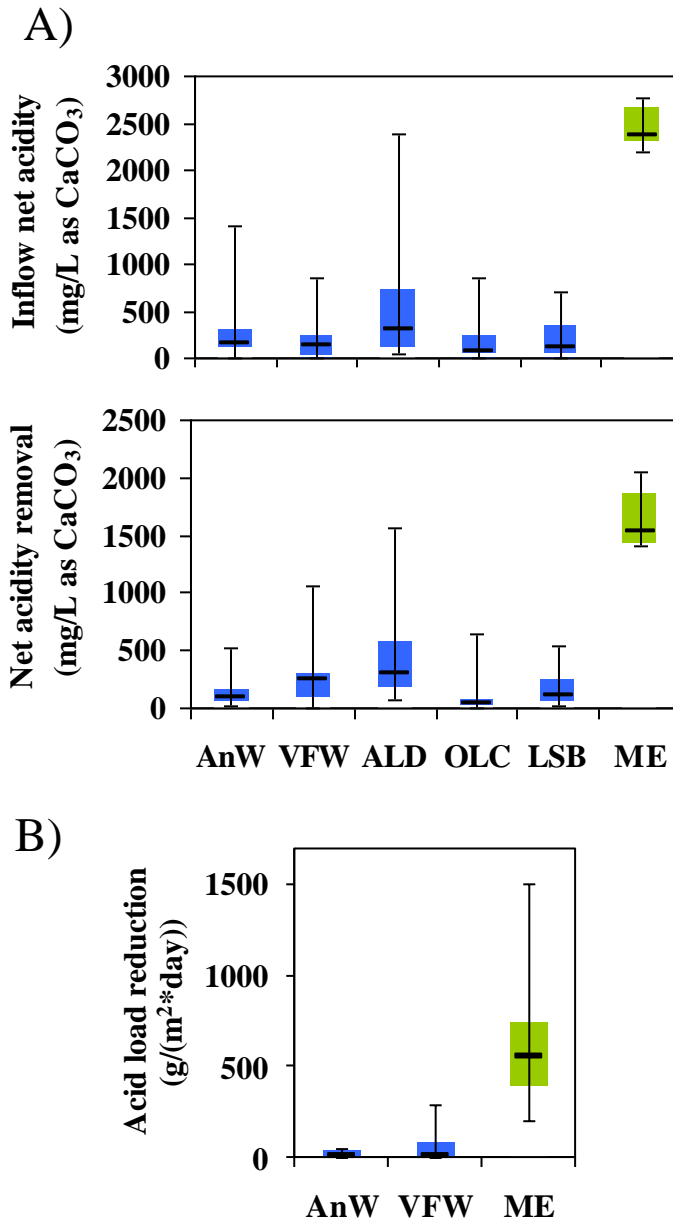 A)
Inflow net acidity
(mg/L as CaCO₃)
3000
2500
2000
1500
1000
500
0
Net acidity removal
(mg/L as CaCO₃)
2500
2000
1500
1000
500
0
AnW VFW ALD OLC LSB ME
B)
Acid load reduction
(g/(m²*day))
1500
1000
500
0
AnW VFW ME